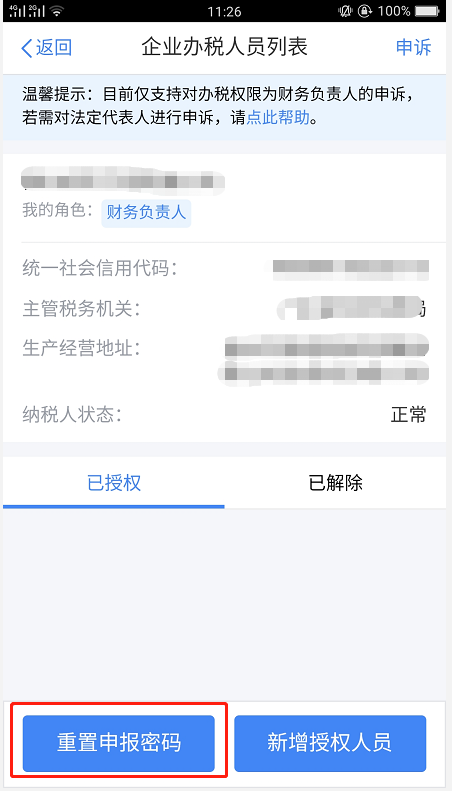 4G 2G 11:26 100%
返回 企业办税人员列表 申诉
温馨提示：目前仅支持对办税权限为财务负责人的申诉，
若需对法定代表人进行申诉，请点此帮助。
我的角色： 财务负责人
统一社会信用代码：
主管税务机关：
生产经营地址：
纳税人状态： 正常
已授权 已解除
重置申报密码 新增授权人员